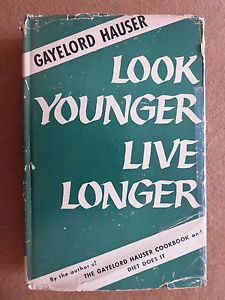 GAYELORD HAUSER
LOOK
YOUNGER
LIVE
LONGER
By the author of
THE GAYELORD HAUSER COOKBOOK and
DIET DOES IT